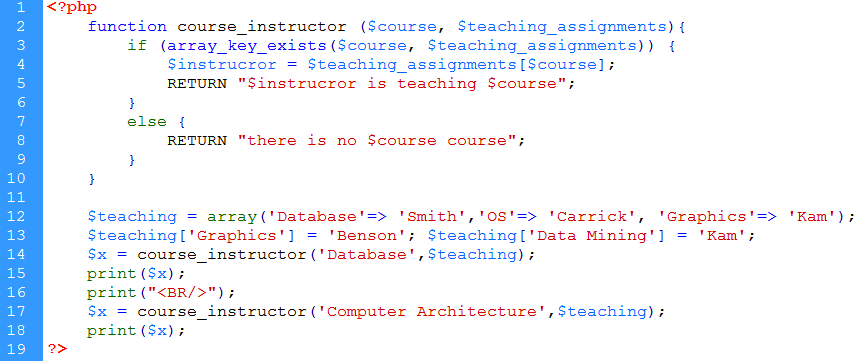 1 <?php
2 function course_instructor ($course, $teaching_assignments){
3 if (array_key_exists($course, $teaching_assignments)) {
4 $instrucror = $teaching_assignments[$course];
5 RETURN "$instrucror is teaching $course";
6 }
7 else {
8 RETURN "there is no $course course";
9 }
10 }
11
12 $teaching = array('Database'=> 'Smith','OS'=> 'Carrick', 'Graphics'=> 'Kam');
13 $teaching['Graphics'] = 'Benson'; $teaching['Data Mining'] = 'Kam';
14 $x = course_instructor('Database',$teaching);
15 print($x);
16 print("<BR/>");
17 $x = course_instructor('Computer Architecture',$teaching);
18 print($x);
19 ?>